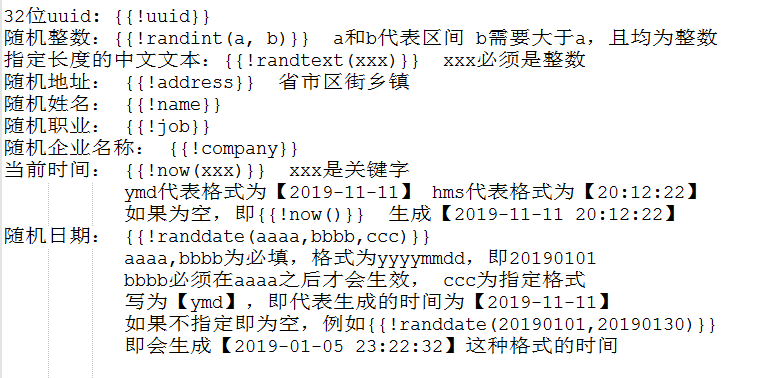 32位uuid: {{!uuid}}
随机整数: {{!randint(a, b)}}  a和b代表区间 b需要大于a, 且均为整数
指定长度的中文文本: {{!randtext(xxx)}}  xxx必须是整数
随机地址: {{!address}}  省市区街乡镇
随机姓名: {{!name}}
随机职业: {{!job}}
随机企业名称: {{!company}}
当前时间: {{!now(xxx)}}  xxx是关键字
ymd代表格式为【2019-11-11】 hms代表格式为【20:12:22】
如果为空, 即{{!now()}}  生成【2019-11-11 20:12:22】
随机日期: {{!randdate(aaaa,bbbb,ccc)}}
aaaa,bbbb为必填, 格式为yyyymmdd, 即20190101
bbbb必须在aaaa之后才会生效, ccc为指定格式
写为【ymd】, 即代表生成的时间为【2019-11-11】
如果不指定即为空, 例如{{!randdate(20190101,20190130)}}
即会生成【2019-01-05 23:22:32】这种格式的时间